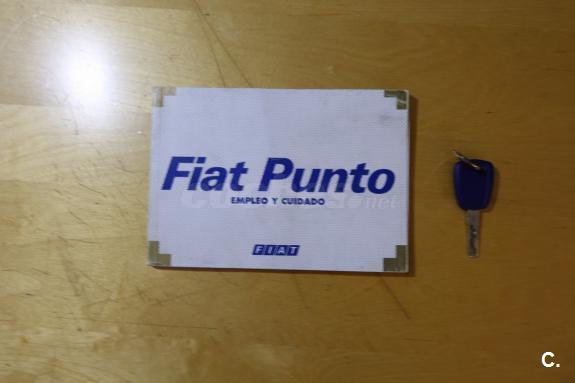 Fiat Punto
EMPLEO Y CUIDADO
FIAT
C.